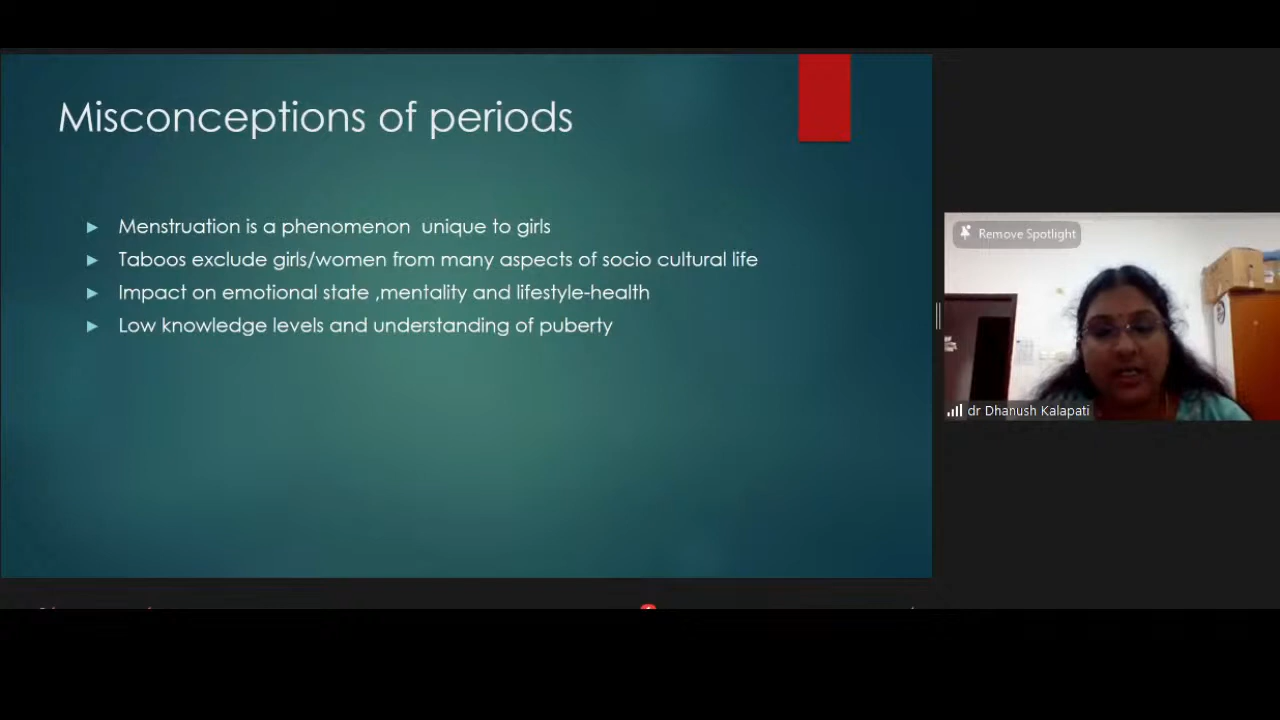 Misconceptions of periods
Menstruation is a phenomenon unique to girls
Taboos exclude girls/women from many aspects of socio cultural life
Impact on emotional state ,mentality and lifestyle-health
Low knowledge levels and understanding of puberty
Remove Spotlight
dr Dhanush Kalapati